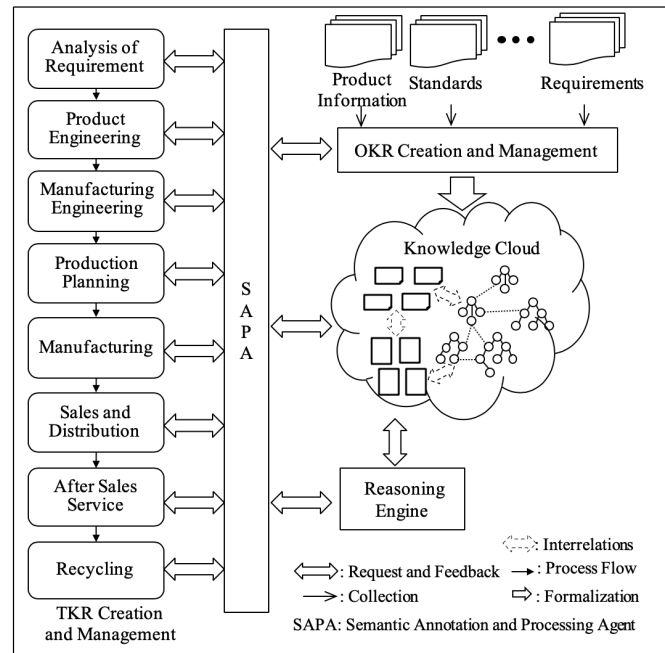 Analysis of
Requirement
Product
Engineering
Manufacturing
Engineering
Production
Planning
Manufacturing
Sales and
Distribution
After Sales
Service
Recycling
TKR Creation
and Management
S
A
P
A
Product
Information
Standards
Requirements
OKR Creation and Management
Knowledge Cloud
Reasoning
Engine
: Interrelations
: Request and Feedback
: Process Flow
: Collection
: Formalization
SAPA: Semantic Annotation and Processing Agent